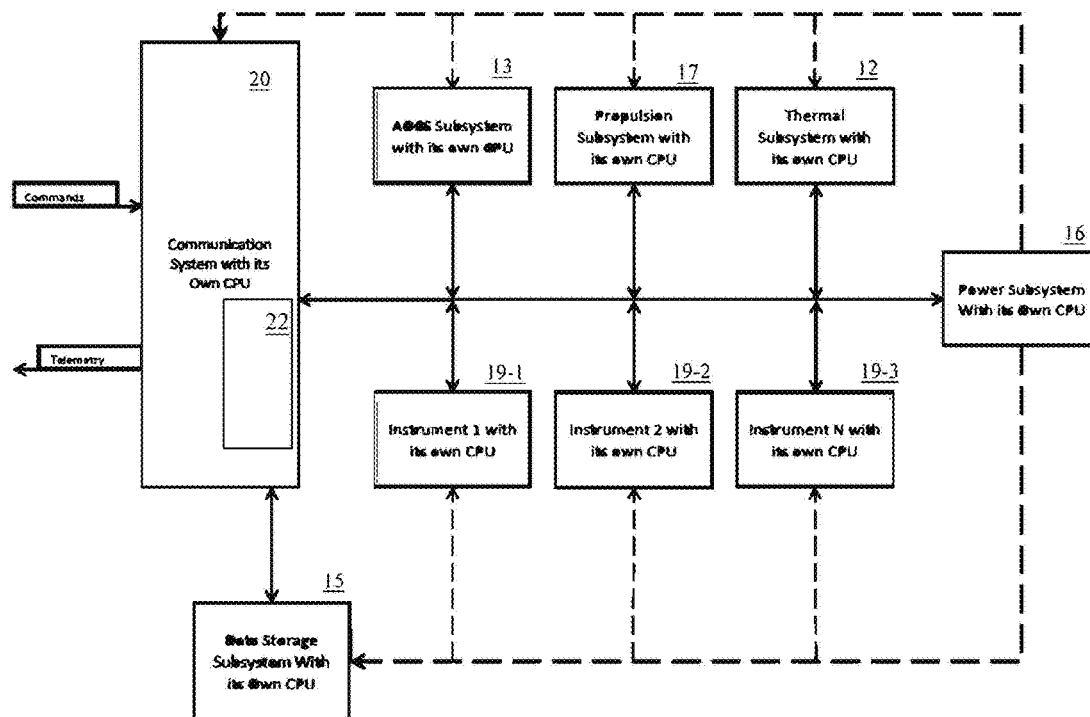 20
13
17
12
AOCS Subsystem
with its own CPU
Propulsion
Subsystem with
its own CPU
Thermal
Subsystem with
its own CPU
Commands
Communication
System with its
Own CPU
16
Power Subsystem
With its Own CPU
22
Telemetry
19-1
19-2
19-3
Instrument 1 with
its own CPU
Instrument 2 with
its own CPU
Instrument N with
its own CPU
15
Data Storage
Subsystem With
its Own CPU